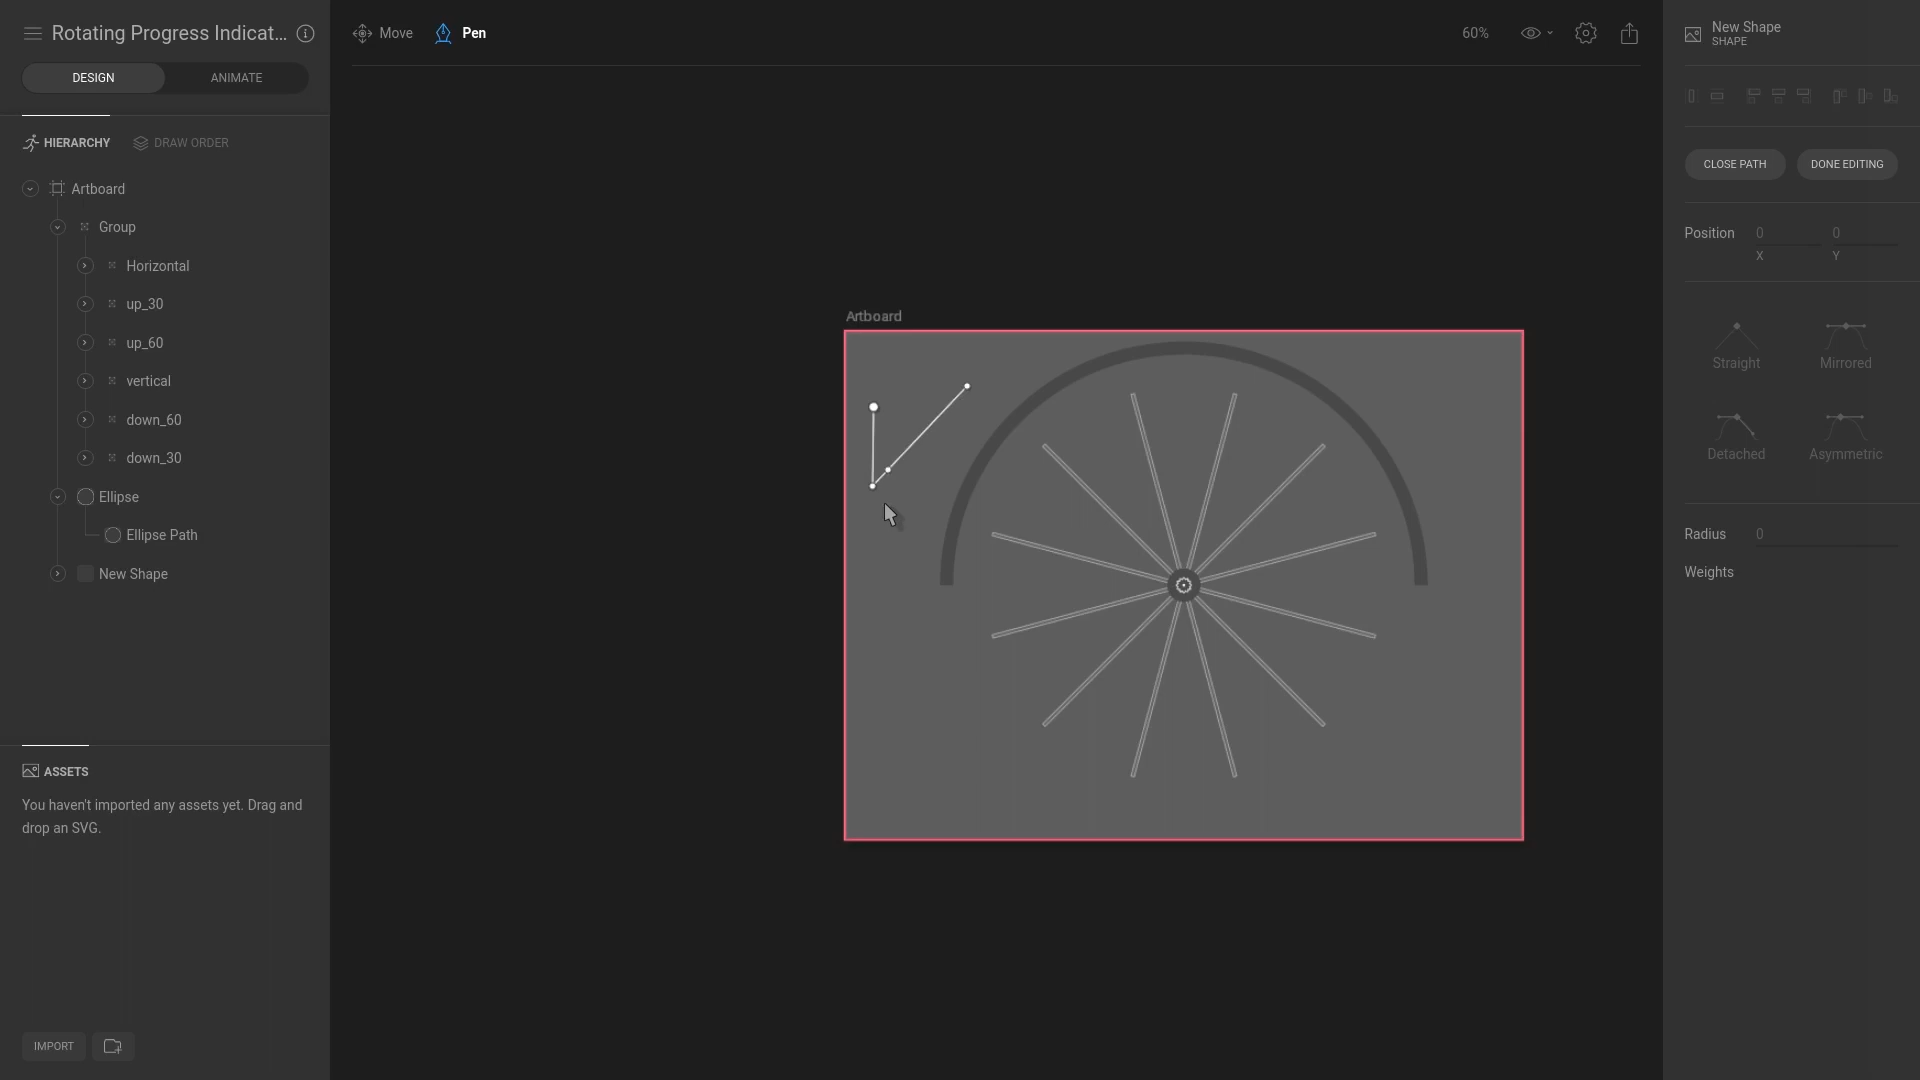 Rotating Progress Indicat...
DESIGN
ANIMATE
HIERARCHY
DRAW ORDER
Artboard
Group
Horizontal
up_30
up_60
vertical
down_60
down_30
Ellipse
Ellipse Path
New Shape
ASSETS
You haven't imported any assets yet. Drag and
drop an SVG.
IMPORT
Move
Pen
60%
Artboard
New Shape
SHAPE
CLOSE PATH
DONE EDITING
Position
0
0
X
Y
Straight
Mirrored
Detached
Asymmetric
Radius
0
Weights